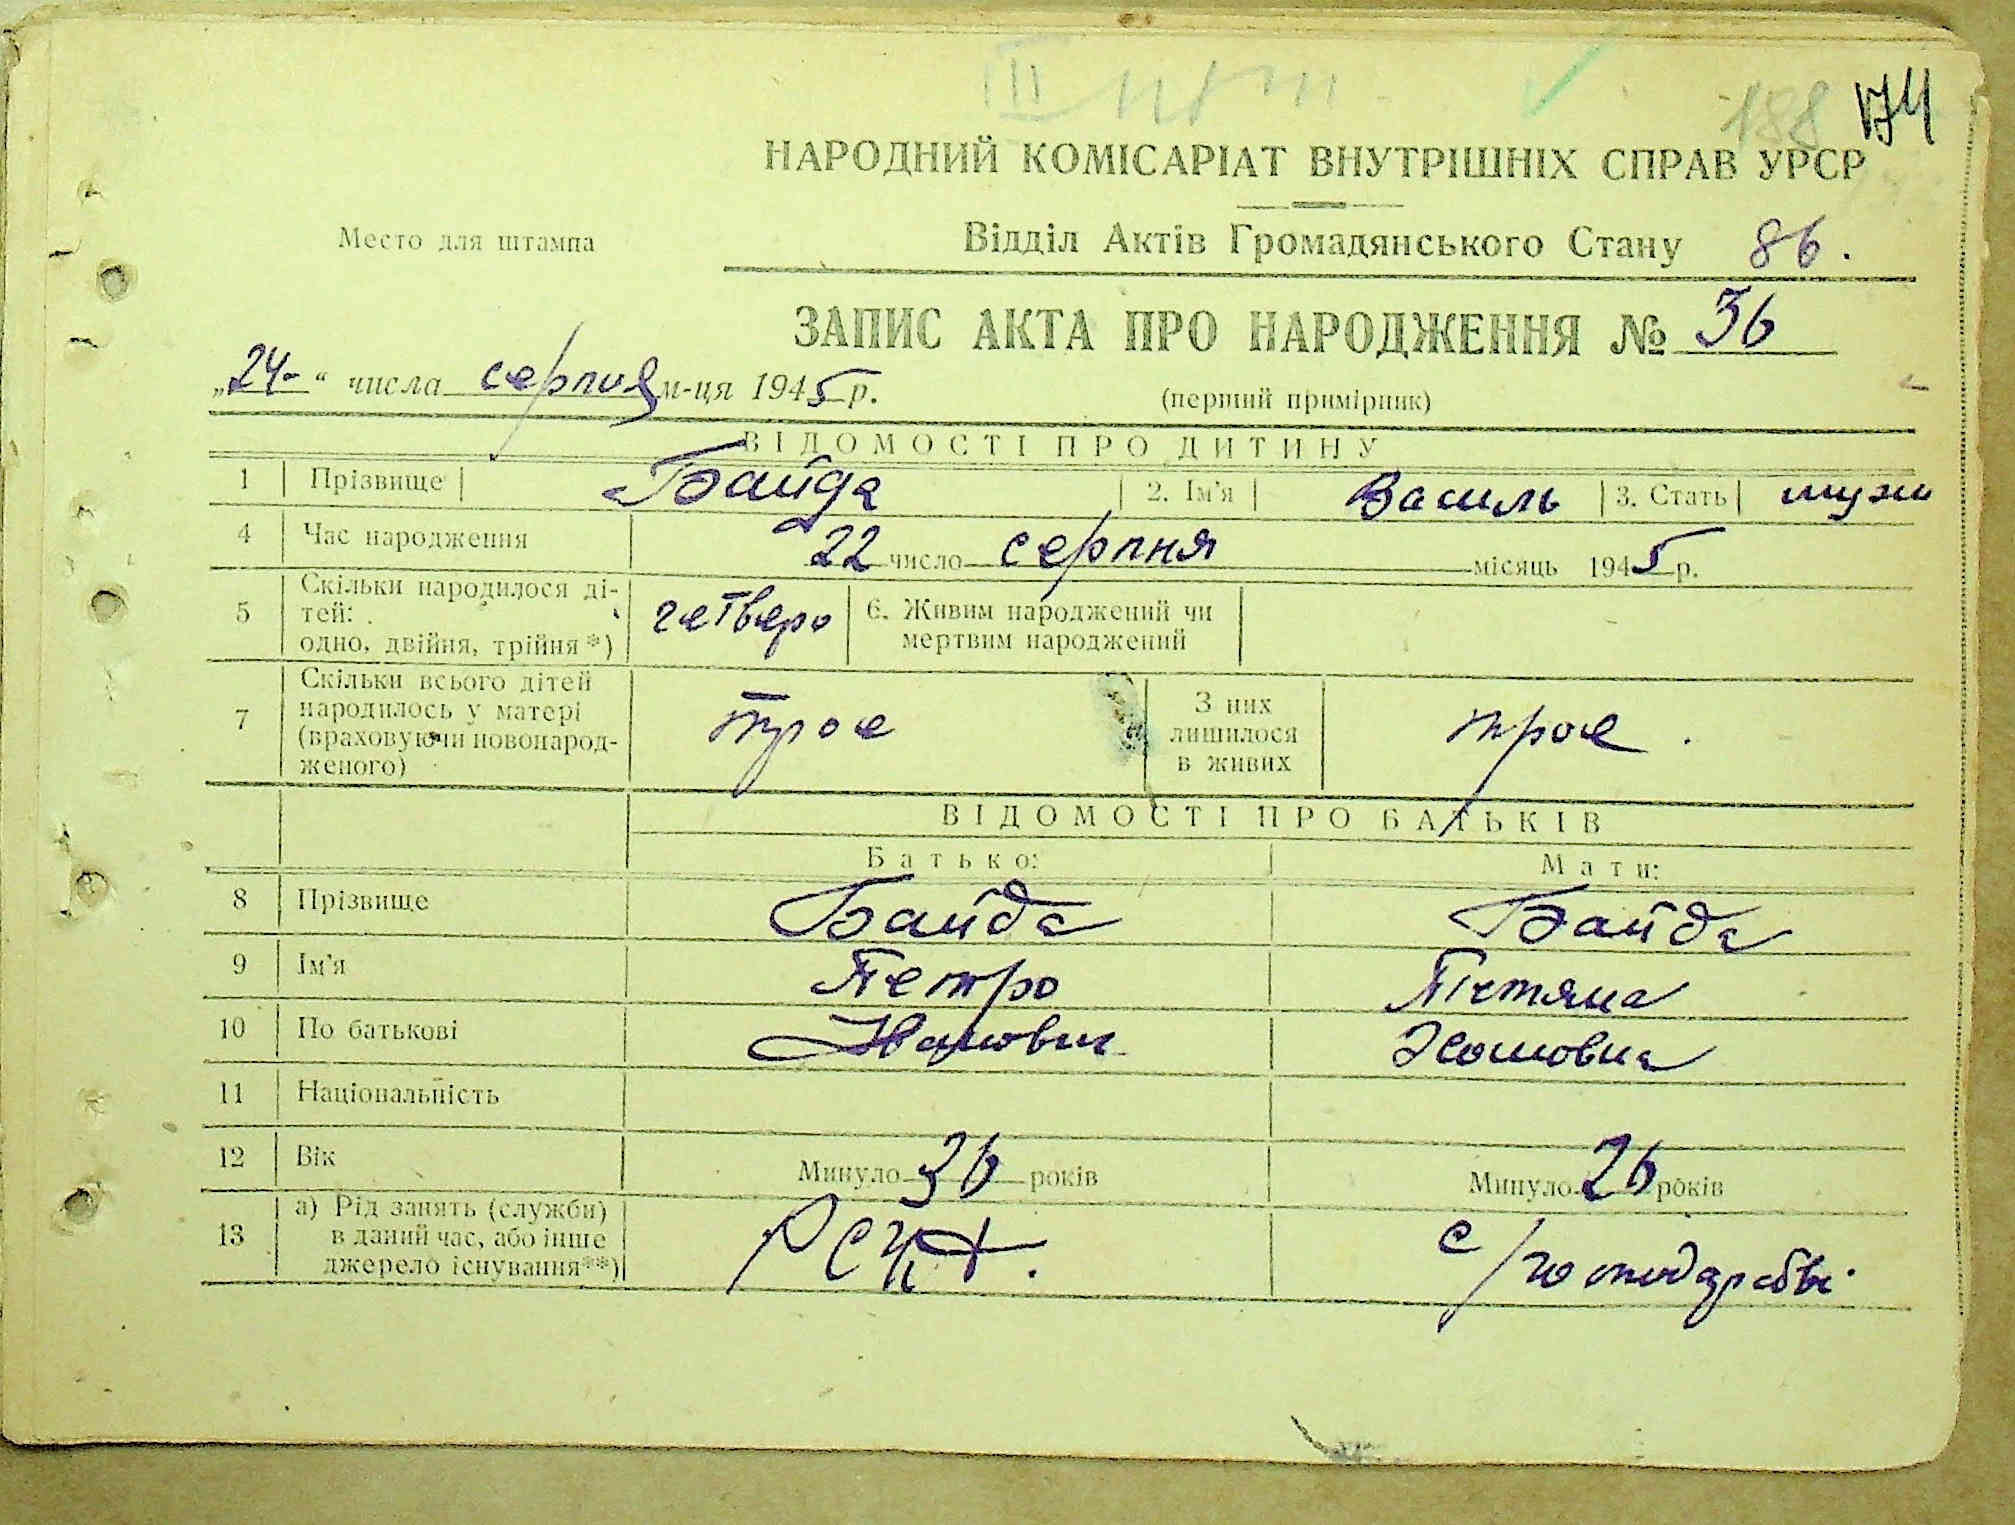 174
188
НАРОДНИЙ КОМІСАРІАТ ВНУТРІШНІХ СПРАВ УРСР
Место для штампа
Відділ Актів Громадянського Стану 86.
ЗАПИС АКТА ПРО НАРОДЖЕННЯ № 36
„24-“ числа серпня м-ця 1945 р.
(перший примірник)
ВІДОМОСТІ ПРО ДИТИНУ
1 Прізвище Байда 2. Ім'я Василь 3. Стать муж
4 Час народження 22 число серпня місяць 1945 р.
5 Скільки народилося ді-
тей:
одно, двійня, трійня*) четверо 6. Живим народжений чи
мертвим народжений
7 Скільки всього дітей
народилось у матері
(враховуючи новонарод-
женого) троє З них
лишилося
в живих троє.
ВІДОМОСТІ ПРО БАТЬКІВ
Батько: Мати:
8 Прізвище Байда Байда
9 Ім'я Петро
10 По батькові
11 Національність
12 Вік Минуло 36 років Минуло 26 років
13 а) Рід занять (служби)
в даний час, або інше
джерело існування**)